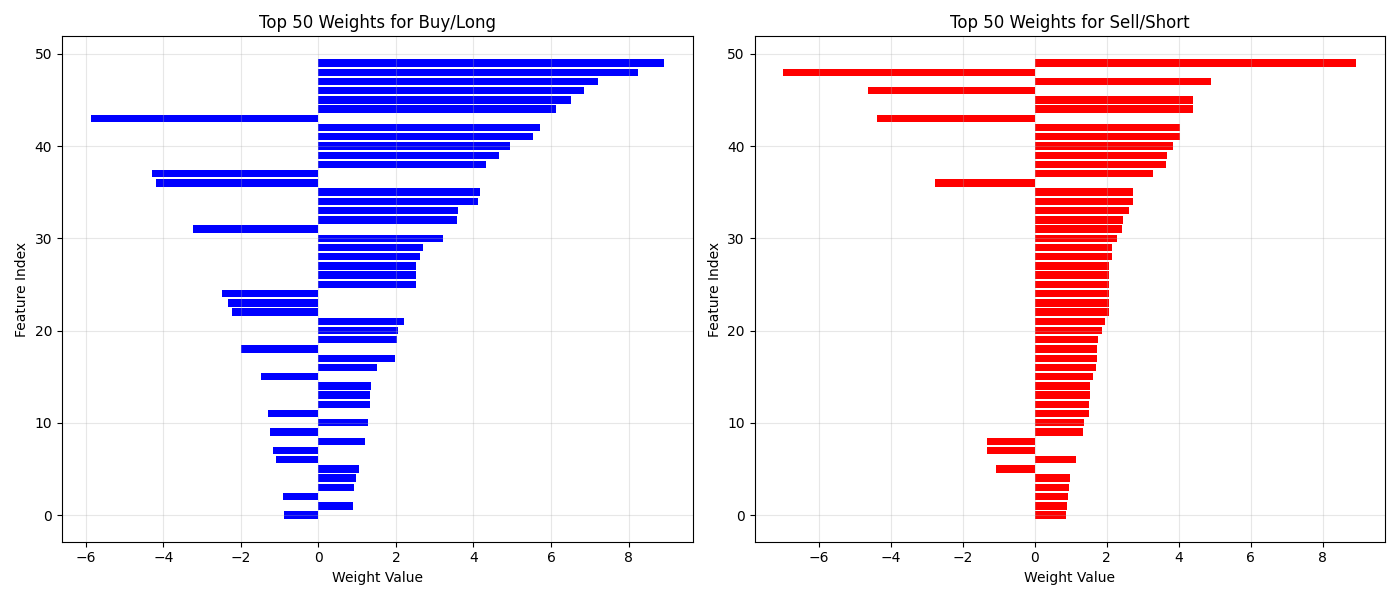 Top 50 Weights for Buy/Long
Feature Index
50
40
30
20
10
0
−6 −4 −2 0 2 4 6 8
Weight Value
Top 50 Weights for Sell/Short
Feature Index
50
40
30
20
10
0
−6 −4 −2 0 2 4 6 8
Weight Value